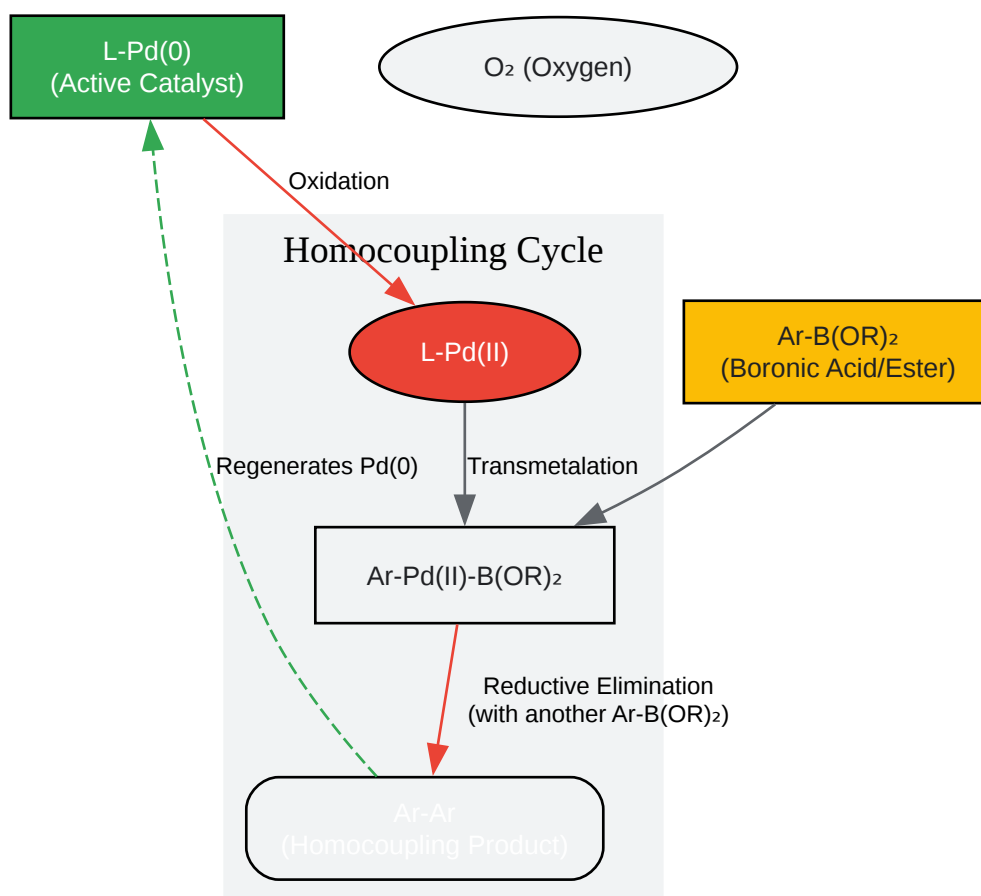 L-Pd(0)
(Active Catalyst)
O₂ (Oxygen)
Oxidation
Homocoupling Cycle
L-Pd(II)
Ar-B(OR)₂
(Boronic Acid/Ester)
Regenerates Pd(0)
Transmetalation
Ar-Pd(II)-B(OR)₂
Reductive Elimination
(with another Ar-B(OR)₂)
Ar-Ar
(Homocoupling Product)